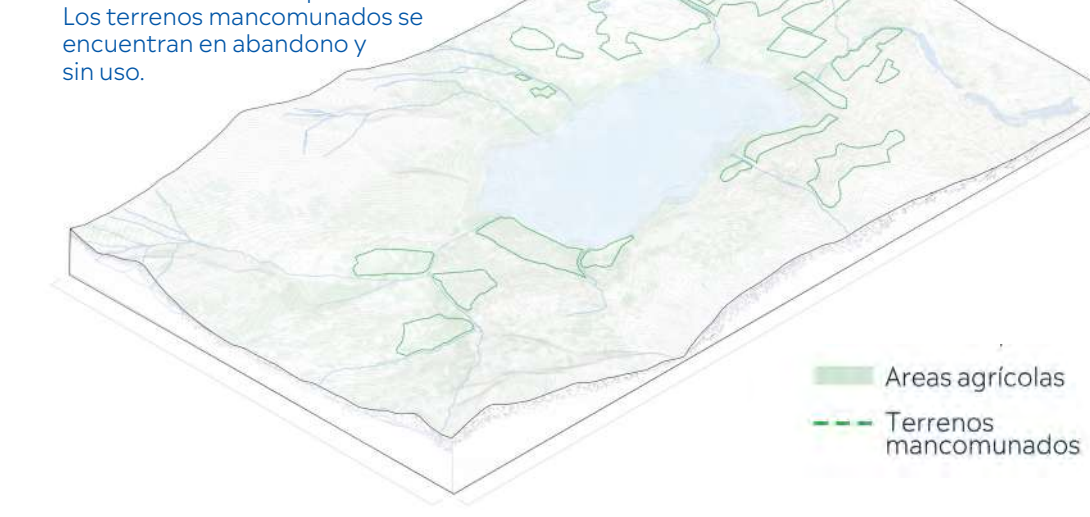 Los terrenos mancomunados se
encuentran en abandono y
sin uso.
Areas agrícolas
Terrenos
mancomunados